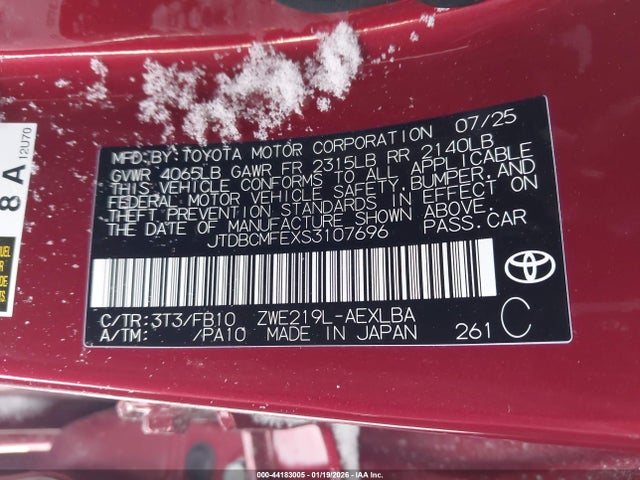 MFD.BY: TOYOTA MOTOR CORPORATION 07/25
GVWR 4065LB GAWR FR 2315LB RR 2140LB
THIS VEHICLE CONFORMS TO ALL APPLICABLE
FEDERAL MOTOR VEHICLE SAFETY,BUMPER,AND
THEFT PREVENTION STANDARDS IN EFFECT ON
THE DATE OF MANUFACTURE SHOWN ABOVE.
JTDBCMFEXS3107696 PASS.CAR
C/TR:3T3/FB10 ZWE219L-AEXLBA
A/TM: /PA10 MADE IN JAPAN 261 C
8 A 12U70
000-44183005 - 01/19/2026 - IAA Inc.